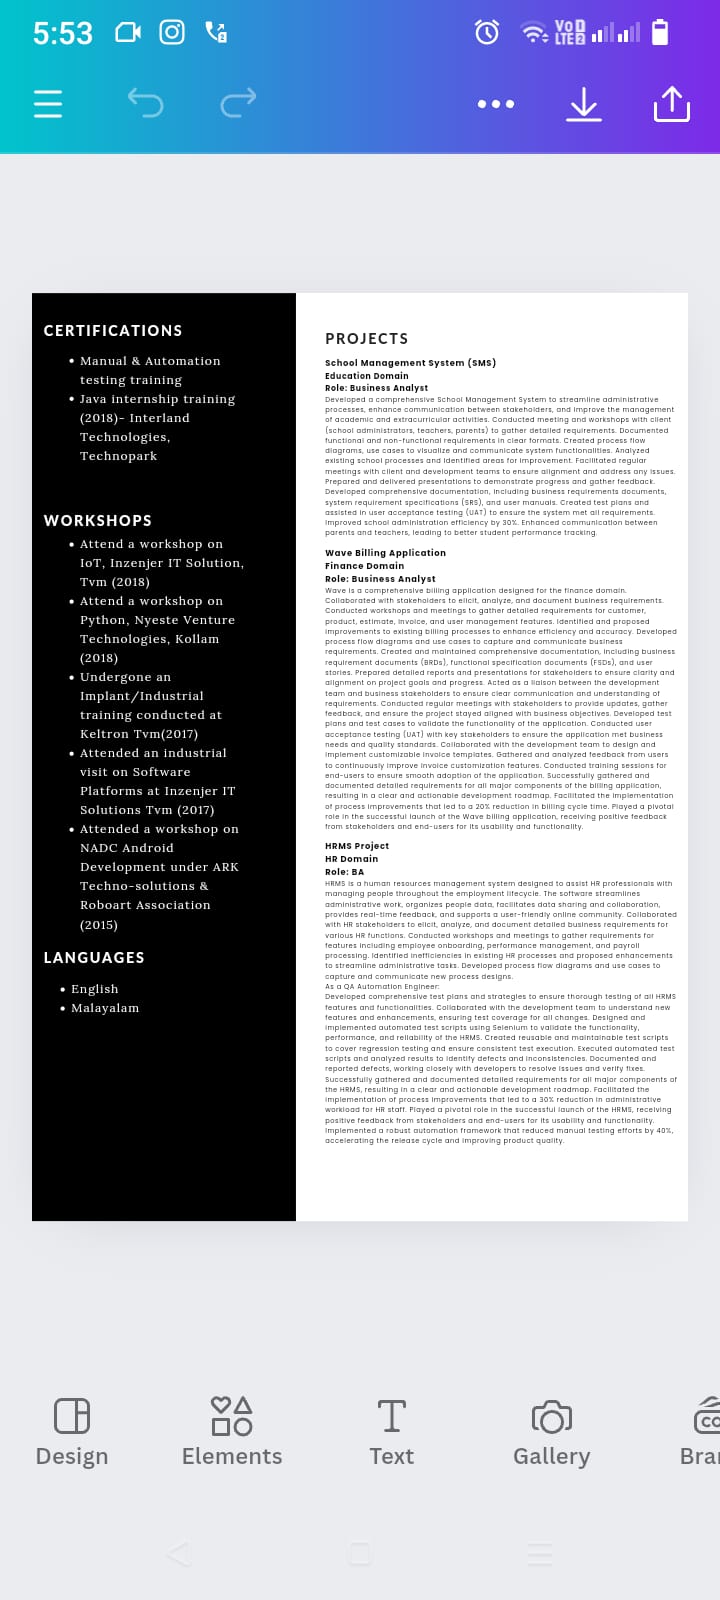 5:53
Vo 1
LTE 2
CERTIFICATIONS
Manual & Automation
testing training
Java internship training
(2018)- Interland
Technologies,
Technopark
WORKSHOPS
Attend a workshop on
IoT, Inzenjer IT Solution,
Tvm (2018)
Attend a workshop on
Python, Nyeste Venture
Technologies, Kollam
(2018)
Undergone an
Implant/Industrial
training conducted at
Keltron Tvm(2017)
Attended an industrial
visit on Software
Platforms at Inzenjer IT
Solutions Tvm (2017)
Attended a workshop on
NADC Android
Development under ARK
Techno-solutions &
Roboart Association
(2015)
LANGUAGES
English
Malayalam
PROJECTS
School Management System (SMS)
Education Domain
Role: Business Analyst
Developed a comprehensive School Management System to streamline administrative
processes, enhance communication between stakeholders, and improve the management
of academic and extracurricular activities. Conducted meeting and workshops with client
(school administrators, teachers, parents) to gather detailed requirements. Documented
functional and non-functional requirements in clear formats. Created process flow
diagrams, use cases to visualize and communicate system functionalities. Analyzed
existing school processes and identified areas for improvement. Facilitated regular
meetings with client and development teams to ensure alignment and address any issues.
Prepared and delivered presentations to demonstrate progress and gather feedback.
Developed comprehensive documentation, including business requirements documents,
system requirement specifications (SRS), and user manuals. Created test plans and
assisted in user acceptance testing (UAT) to ensure the system met all requirements.
Improved school administration efficiency by 30%. Enhanced communication between
parents and teachers, leading to better student performance tracking.
Wave Billing Application
Finance Domain
Role: Business Analyst
Wave is a comprehensive billing application designed for the finance domain.
Collaborated with stakeholders to elicit, analyze, and document business requirements.
Conducted workshops and meetings to gather detailed requirements for customer,
product, estimate, invoice, and user management features. Identified and proposed
improvements to existing billing processes to enhance efficiency and accuracy. Developed
process flow diagrams and use cases to capture and communicate business
requirements. Created and maintained comprehensive documentation, including business
requirement documents (BRDs), functional specification documents (FSDs), and user
stories. Prepared detailed reports and presentations for stakeholders to ensure clarity and
alignment on project goals and progress. Acted as a liaison between the development
team and business stakeholders to ensure clear communication and understanding of
requirements. Conducted regular meetings with stakeholders to provide updates, gather
feedback, and ensure the project stayed aligned with business objectives. Developed test
plans and test cases to validate the functionality of the application. Conducted user
acceptance testing (UAT) with key stakeholders to ensure the application met business
needs and quality standards. Collaborated with the development team to design and
implement customizable invoice templates. Gathered and analyzed feedback from users
to continuously improve invoice customization features. Conducted training sessions for
end-users to ensure smooth adoption of the application. Successfully gathered and
documented detailed requirements for all major components of the billing application,
resulting in a clear and actionable development roadmap. Facilitated the implementation
of process improvements that led to a 20% reduction in billing cycle time. Played a pivotal
role in the successful launch of the Wave billing application, receiving positive feedback
from stakeholders and end-users for its usability and functionality.
HRMS Project
HR Domain
Role: BA
HRMS is a human resources management system designed to assist HR professionals with
managing people throughout the employment lifecycle. The software streamlines
administrative work, organizes people data, facilitates data sharing and collaboration,
provides real-time feedback, and supports a user-friendly online community. Collaborated
with HR stakeholders to elicit, analyze, and document detailed business requirements for
various HR functions. Conducted workshops and meetings to gather requirements for
features including employee onboarding, performance management, and payroll
processing. Identified inefficiencies in existing HR processes and proposed enhancements
to streamline administrative tasks. Developed process flow diagrams and use cases to
capture and communicate new process designs.
As a QA Automation Engineer:
Developed comprehensive test plans and strategies to ensure thorough testing of all HRMS
features and functionalities. Collaborated with the development team to understand new
features and enhancements, ensuring test coverage for all changes. Designed and
implemented automated test scripts using Selenium to validate the functionality,
performance, and reliability of the HRMS. Created reusable and maintainable test scripts
to cover regression testing and ensure consistent test execution. Executed automated test
scripts and analyzed results to identify defects and inconsistencies. Documented and
reported defects, working closely with developers to resolve issues and verify fixes.
Successfully gathered and documented detailed requirements for all major components of
the HRMS, resulting in a clear and actionable development roadmap. Facilitated the
implementation of process improvements that led to a 30% reduction in administrative
workload for HR staff. Played a pivotal role in the successful launch of the HRMS, receiving
positive feedback from stakeholders and end-users for its usability and functionality.
Implemented a robust automation framework that reduced manual testing efforts by 40%,
accelerating the release cycle and improving product quality.
Design
Elements
Text
Gallery
CO
Bran